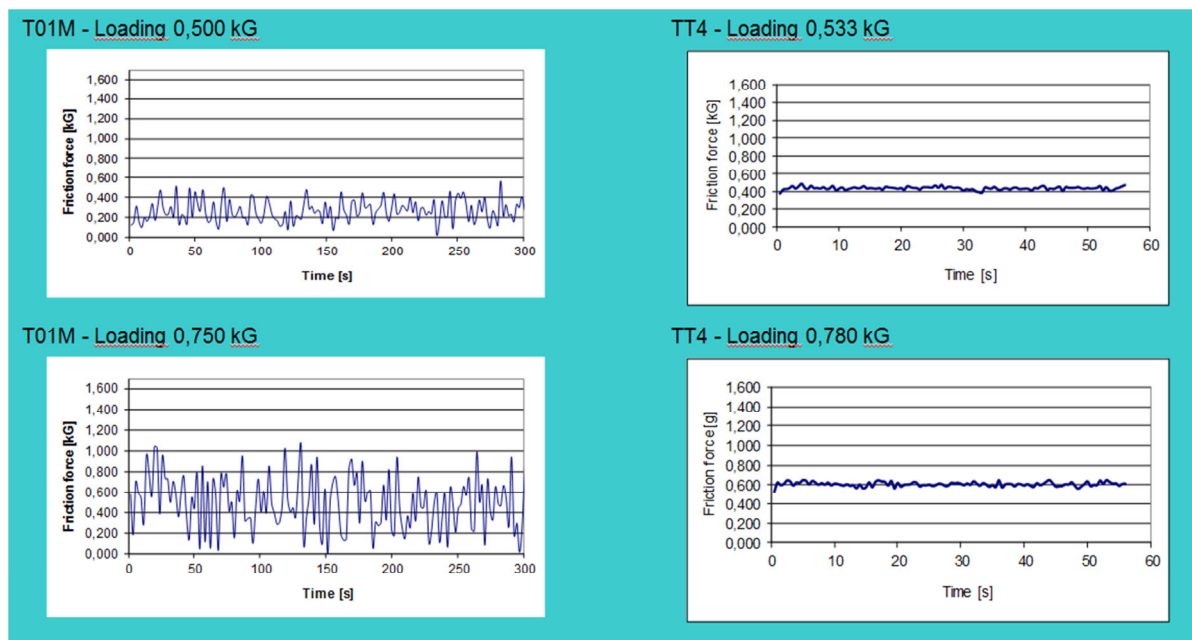 T01M - Loading 0,500 kG
1,600
1,400
1,200
1,000
0,800
0,600
0,400
0,200
0,000
Friction force [kG]
0 50 100 150 200 250 300
Time [s]
TT4 - Loading 0,533 kG
1,600
1,400
1,200
1,000
0,800
0,600
0,400
0,200
0,000
Friction force [kG]
0 10 20 30 40 50 60
Time [s]
T01M - Loading 0,750 kG
1,600
1,400
1,200
1,000
0,800
0,600
0,400
0,200
0,000
Friction force [kG]
0 50 100 150 200 250 300
Time [s]
TT4 - Loading 0,780 kG
1,600
1,400
1,200
1,000
0,800
0,600
0,400
0,200
0,000
Friction force [g]
0 10 20 30 40 50 60
Time [s]